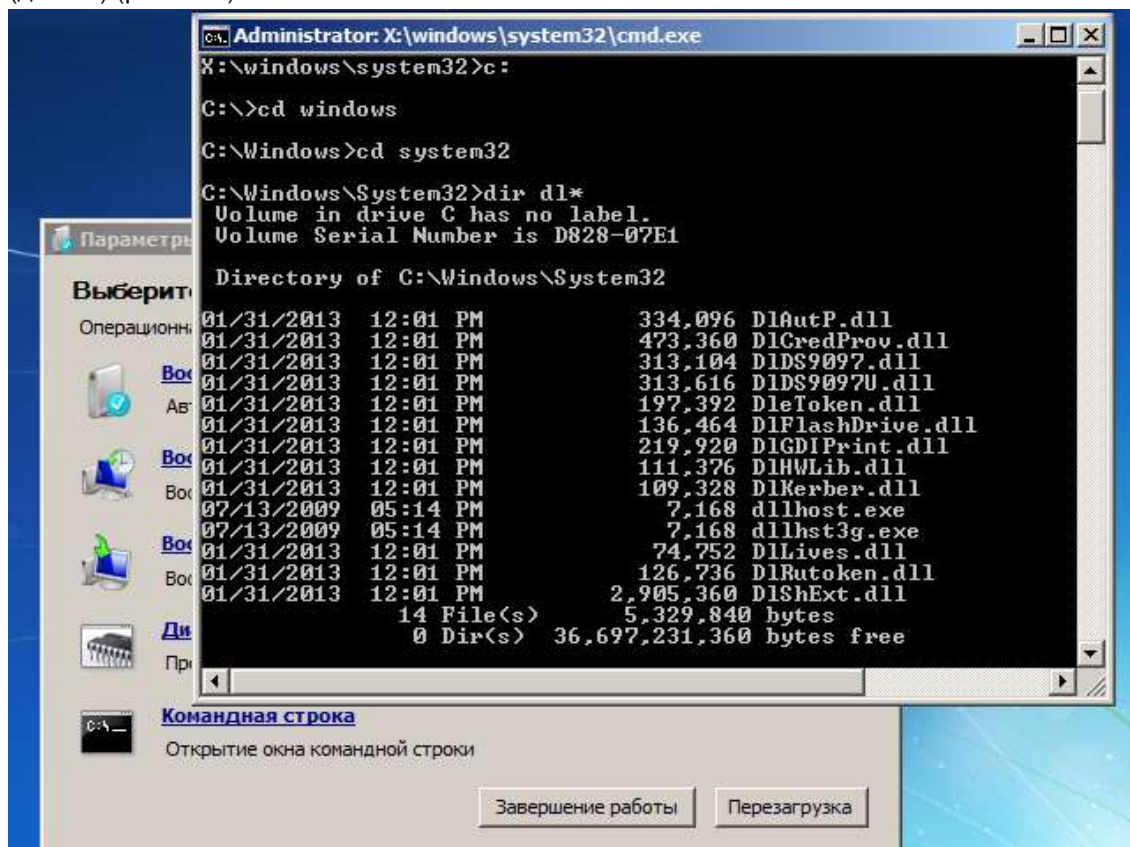 Administrator: X:\windows\system32\cmd.exe
X:\windows\system32>c:
C:\>cd windows
C:\Windows>cd system32
C:\Windows\System32>dir dl*
Volume in drive C has no label.
Volume Serial Number is D828-07E1
Directory of C:\Windows\System32
01/31/2013 12:01 PM 334,096 DlAutP.dll
01/31/2013 12:01 PM 473,360 DlCredProv.dll
01/31/2013 12:01 PM 313,104 DlDS9097.dll
01/31/2013 12:01 PM 313,616 DlDS9097U.dll
01/31/2013 12:01 PM 197,392 DleToken.dll
01/31/2013 12:01 PM 136,464 DlFlashDrive.dll
01/31/2013 12:01 PM 219,920 DlGDIPrint.dll
01/31/2013 12:01 PM 111,376 DlHWLib.dll
01/31/2013 12:01 PM 109,328 DlKerber.dll
07/13/2009 05:14 PM 7,168 dllhost.exe
07/13/2009 05:14 PM 7,168 dllhst3g.exe
01/31/2013 12:01 PM 74,752 DlLives.dll
01/31/2013 12:01 PM 126,736 DlRutoken.dll
01/31/2013 12:01 PM 2,905,360 DlShExt.dll
14 File(s) 5,329,840 bytes
0 Dir(s) 36,697,231,360 bytes free
Параметры
Командная строка
Открытие окна командной строки
Завершение работы
Перезагрузка